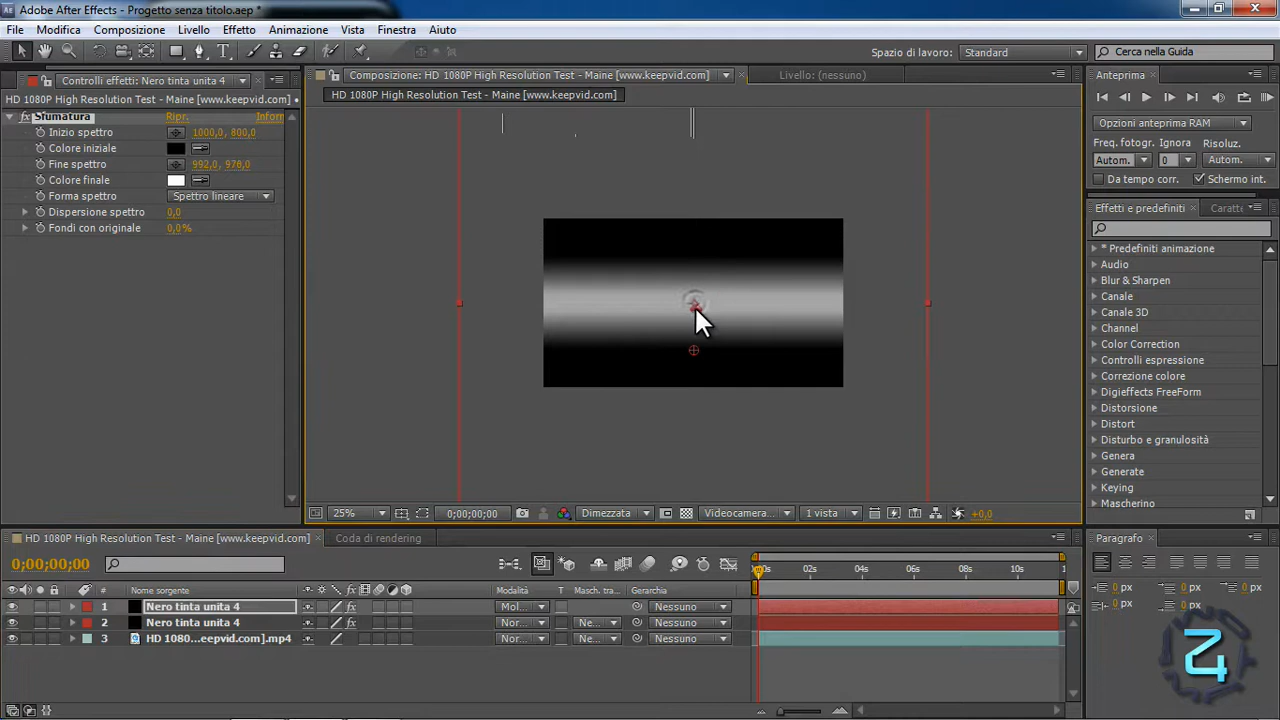 Adobe After Effects - Progetto senza titolo.aep *
File Modifica Composizione Livello Effetto Animazione Vista Finestra Aiuto
Spazio di lavoro: Standard Cerca nella Guida
Controlli effetti: Nero tinta unita 4
HD 1080P High Resolution Test - Maine [www.keepvid.com] •
Sfumatura Ripr. Inform
Inizio spettro 1000,0, 800,0
Colore iniziale
Fine spettro 992,0, 976,0
Colore finale
Forma spettro Spettro lineare
Dispersione spettro 0,0
Fondi con originale 0,0%
Composizione: HD 1080P High Resolution Test - Maine [www.keepvid.com] Livello: (nessuno)
HD 1080P High Resolution Test - Maine [www.keepvid.com]
25% 0;00;00;00 Dimezzata Videocamera... 1 vista +0,0
Anteprima
Opzioni anteprima RAM
Freq. fotogr. Ignora Risoluz.
Autom. 0 Autom.
Da tempo corr. Schermo int.
Effetti e predefiniti Caratte
* Predefiniti animazione
Audio
Blur & Sharpen
Canale
Canale 3D
Channel
Color Correction
Controlli espressione
Correzione colore
Digieffects FreeForm
Distorsione
Distort
Disturbo e granulosità
Genera
Generate
Keying
Mascherino
HD 1080P High Resolution Test - Maine [www.keepvid.com] Coda di rendering
0;00;00;00
Nome sorgente Modalità T Gerarchia
02s 04s 06s 08s 10s
1 Nero tinta unita 4 Mol... Nessuno
2 Nero tinta unita 4 Nor... Ne... Nessuno
3 HD 1080...eepvid.com].mp4 Nor... Ne... Nessuno
Paragrafo
0 px 0 px 0 px
0 px 0 px